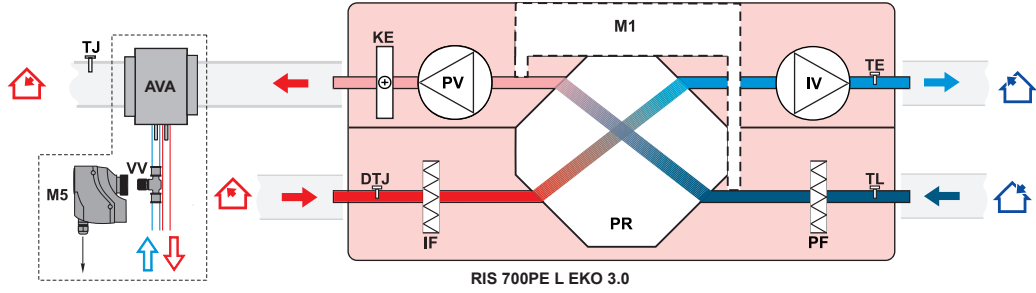 M1
KE
TJ
TE
AVA
PV
IV
VV
M5
DTJ
TL
PR
IF
PF
RIS 700PE L EKO 3.0